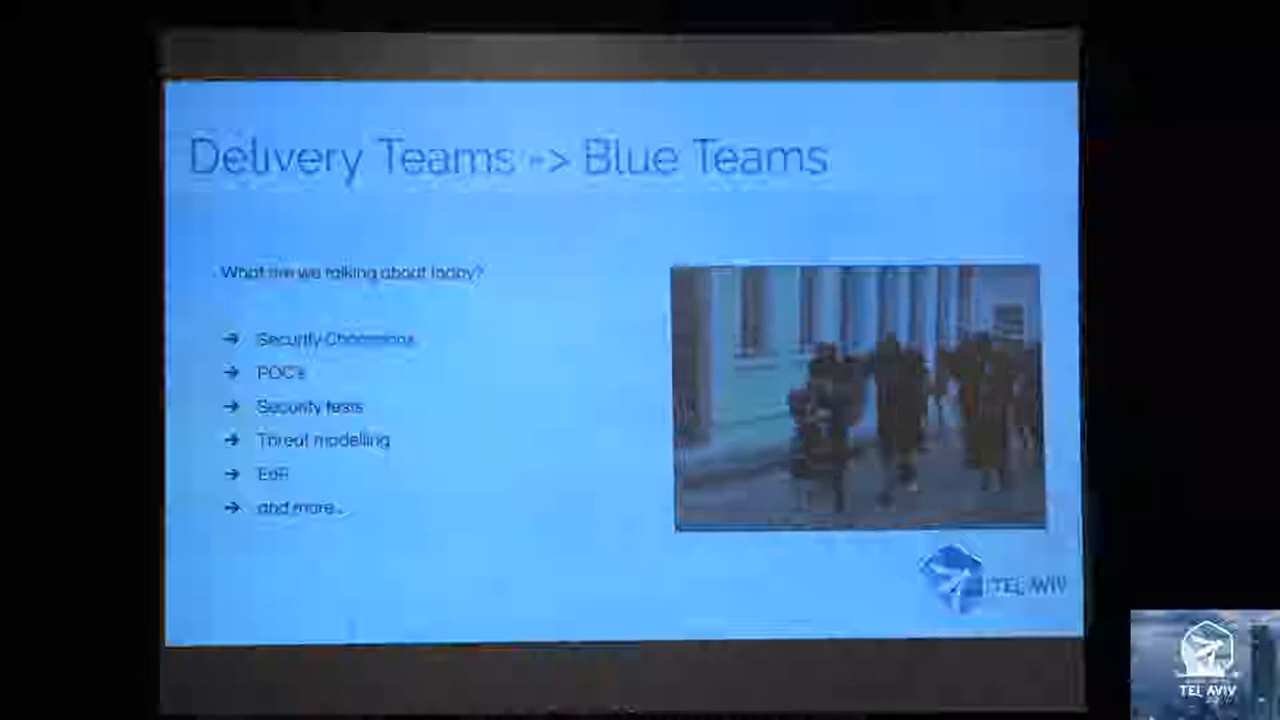 Delivery Teams -> Blue Teams
What are we talking about today?
→ Security Champions
→ POC's
→ Security tests
→ Threat modelling
→ and more..
TEL AVIV
TEL AVIV